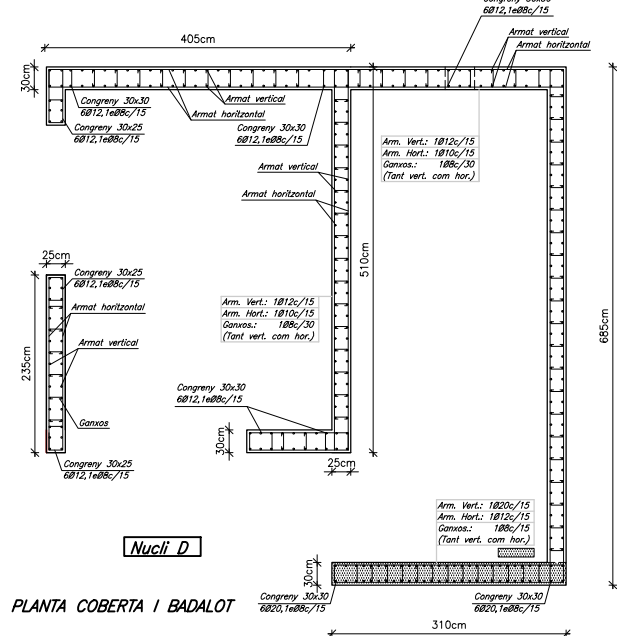 Congreny 30x30
6Ø12,1eØ8c/15
405cm
Armat vertical
Armat horitzontal
30cm
Congreny 30x30
6Ø12,1eØ8c/15
Armat vertical
Armat horitzontal
Congreny 30x25
6Ø12,1eØ8c/15
Congreny 30x30
6Ø12,1eØ8c/15
Arm. Vert.: 1Ø12c/15
Arm. Hort.: 1Ø10c/15
Ganxos.: 1Ø8c/30
(Tant vert. com hor.)
Armat vertical
Armat horitzontal
25cm
Congreny 30x25
6Ø12,1eØ8c/15
510cm
Armat horitzontal
Arm. Vert.: 1Ø12c/15
Arm. Hort.: 1Ø10c/15
Ganxos.: 1Ø8c/30
(Tant vert. com hor.)
685cm
Armat vertical
235cm
Congreny 30x30
6Ø12,1eØ8c/15
Ganxos
30cm
25cm
Congreny 30x25
6Ø12,1eØ8c/15
Arm. Vert.: 1Ø20c/15
Arm. Hort.: 1Ø12c/15
Ganxos.: 1Ø8c/15
(Tant vert. com hor.)
Nucli D
30cm
PLANTA COBERTA I BADALOT
Congreny 30x30
6Ø20,1eØ8c/15
Congreny 30x30
6Ø20,1eØ8c/15
310cm